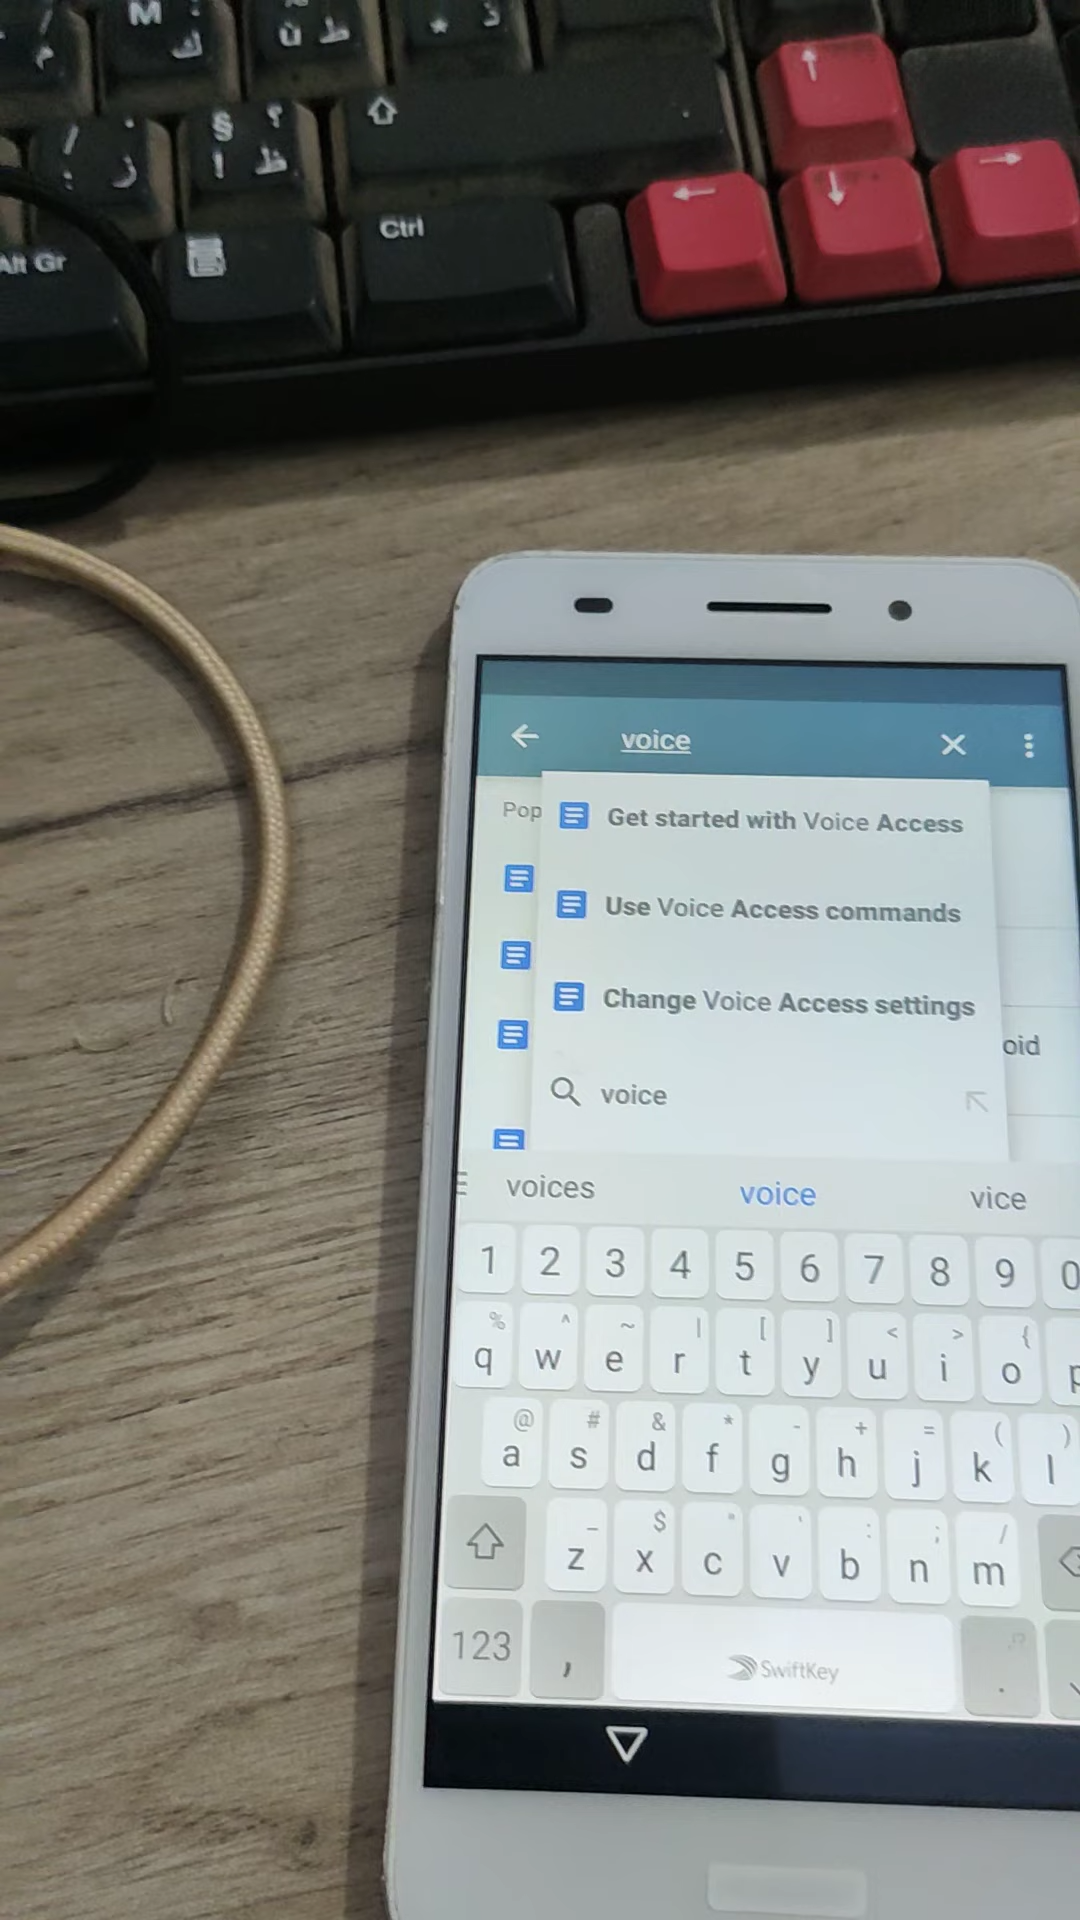 M
ك
ط
ذ
*
م
/
:
ز
§
؟
!
ظ
Alt Gr
Ctrl
voice
Pop
Get started with Voice Access
Use Voice Access commands
Change Voice Access settings
oid
voice
voices voice vice
1 2 3 4 5 6 7 8 9 0
% ^ ~ | [ ] < > {
q w e r t y u i o p
@ # & * - + = ( )
a s d f g h j k l
_ $ " ' : ; /
z x c v b n m
123 , SwiftKey .